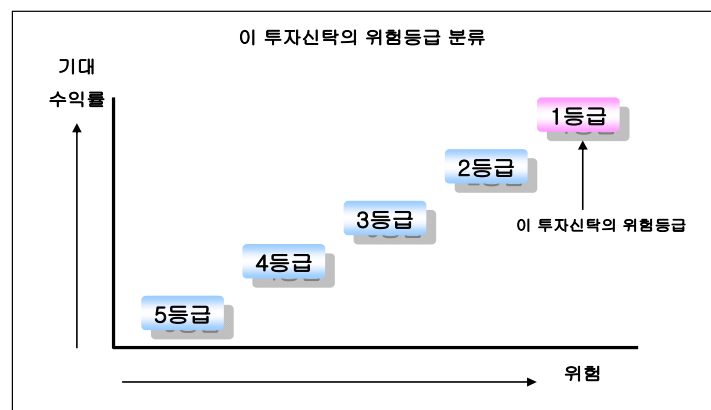 이 투자신탁의 위험등급 분류
기대
수익률
1등급
2등급
3등급
이 투자신탁의 위험등급
4등급
5등급
위험